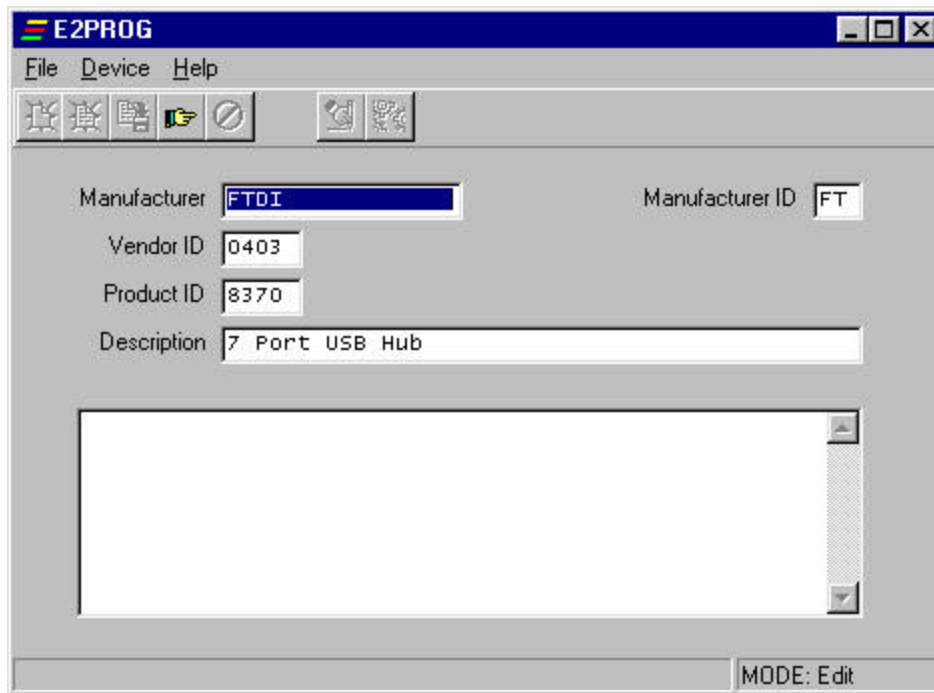 E2PROG
File Device Help
Manufacturer FTDI Manufacturer ID FT
Vendor ID 0403
Product ID 8370
Description 7 Port USB Hub
MODE: Edit